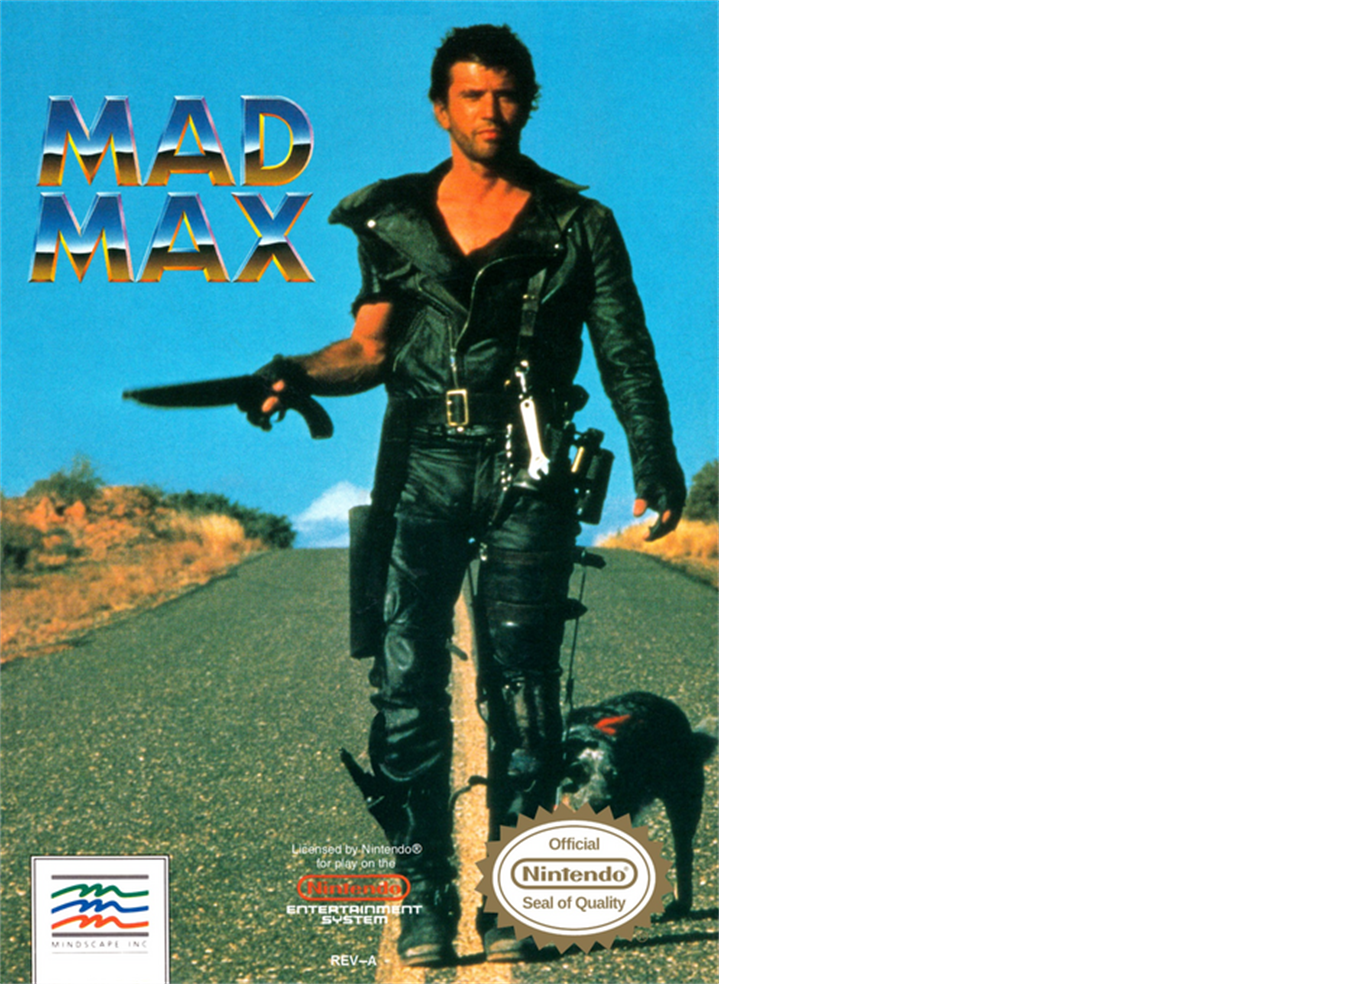 MAD
MAX
Licensed by Nintendo®
for play on the
Nintendo
ENTERTAINMENT
SYSTEM
REV-A
Official
Nintendo®
Seal of Quality
MINDSCAPE INC